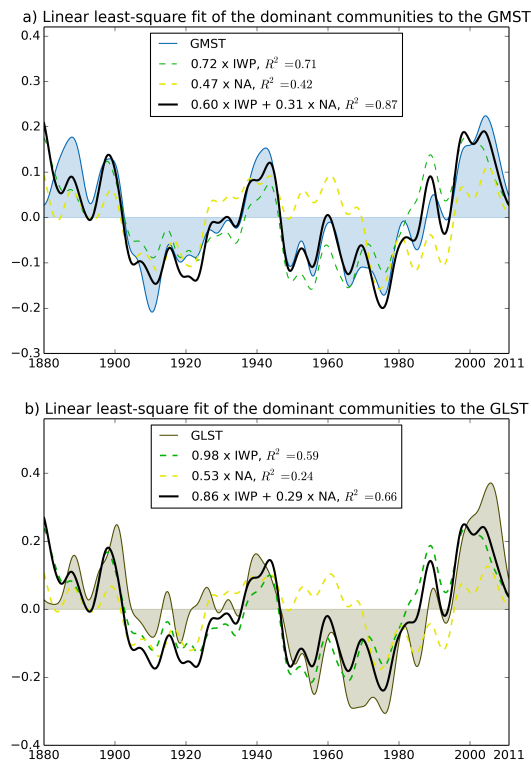 a) Linear least-square fit of the dominant communities to the GMST
0.4
0.3
0.2
0.1
0.0
−0.1
−0.2
−0.3
GMST
0.72 x IWP, R² =0.71
0.47 x NA, R² =0.42
0.60 x IWP + 0.31 x NA, R² =0.87
1880 1900 1920 1940 1960 1980 2000 2011
b) Linear least-square fit of the dominant communities to the GLST
0.4
0.2
0.0
−0.2
−0.4
GLST
0.98 x IWP, R² =0.59
0.53 x NA, R² =0.24
0.86 x IWP + 0.29 x NA, R² =0.66
1880 1900 1920 1940 1960 1980 2000 2011